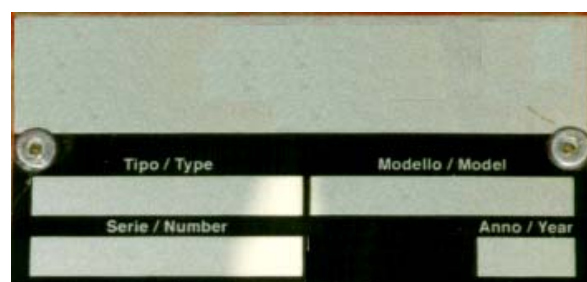 Tipo / Type
Modello / Model
Serie / Number
Anno / Year